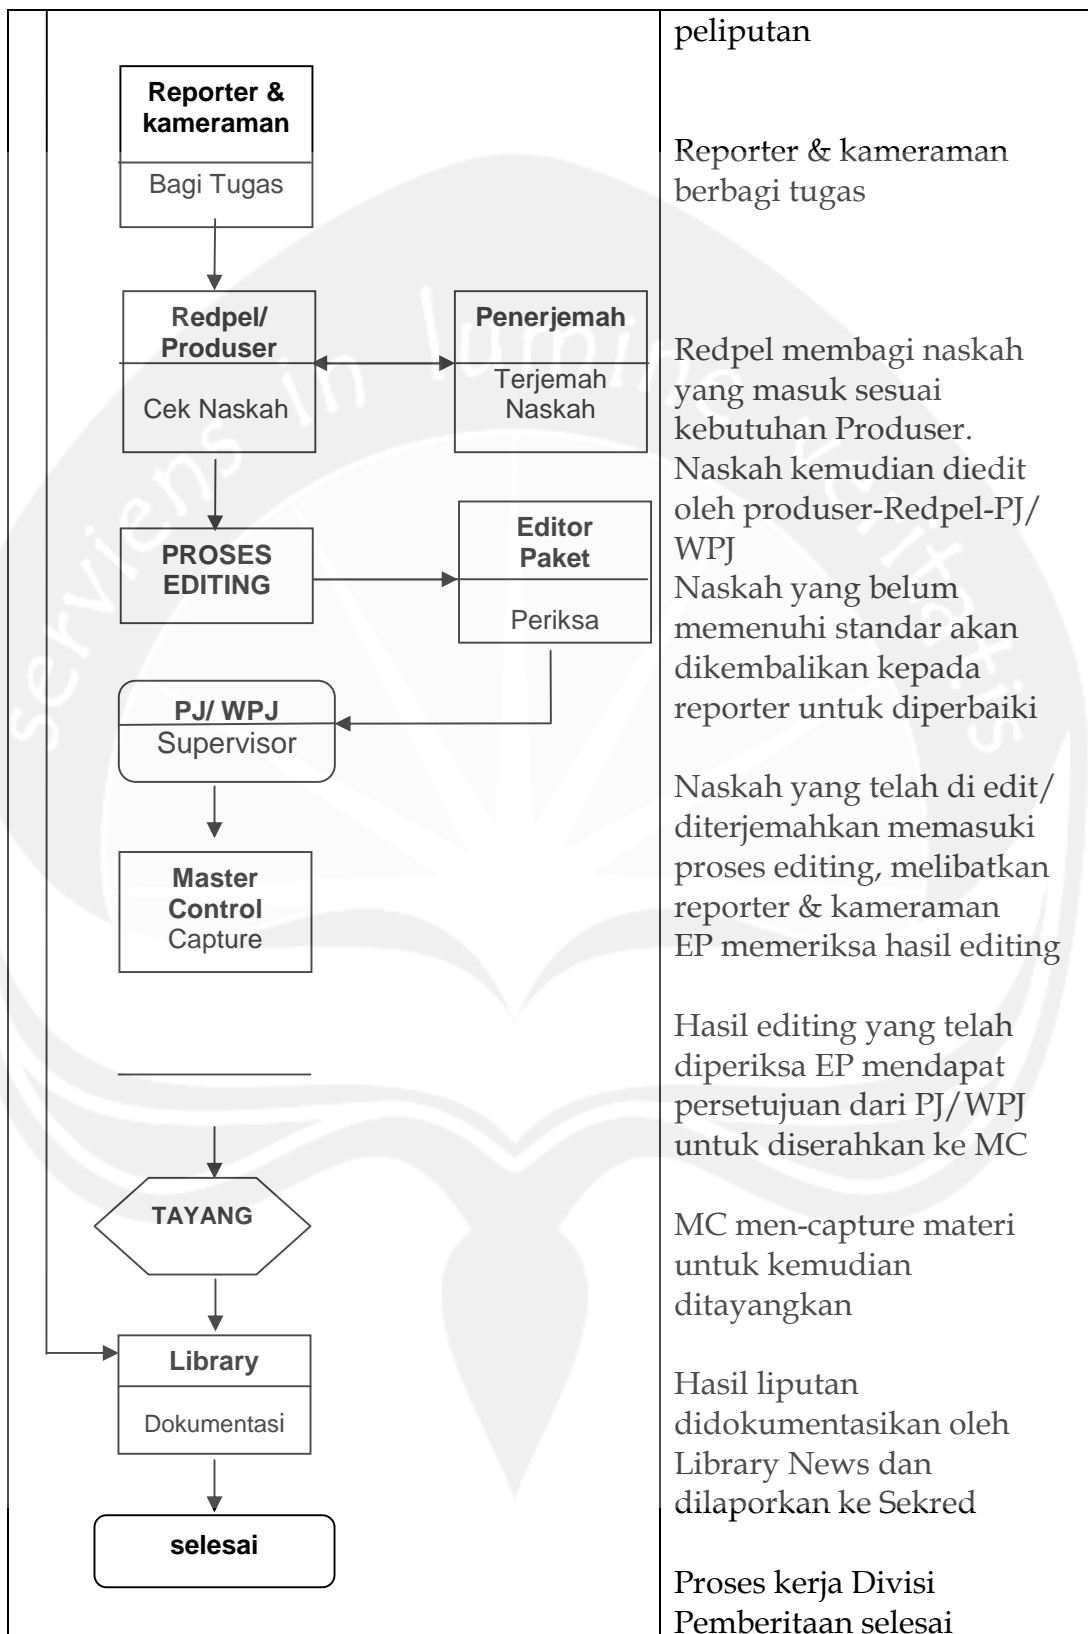 peliputan
Reporter &
kameraman
Bagi Tugas
Reporter & kameraman
berbagi tugas
Redpel/
Produser
Cek Naskah
Penerjemah
Terjemah
Naskah
Redpel membagi naskah
yang masuk sesuai
kebutuhan Produser.
Naskah kemudian diedit
oleh produser-Redpel-PJ/
WPJ
PROSES
EDITING
Editor
Paket
Periksa
Naskah yang belum
memenuhi standar akan
dikembalikan kepada
reporter untuk diperbaiki
PJ/ WPJ
Supervisor
Naskah yang telah di edit/
diterjemahkan memasuki
proses editing, melibatkan
reporter & kameraman
EP memeriksa hasil editing
Master
Control
Capture
Hasil editing yang telah
diperiksa EP mendapat
persetujuan dari PJ/WPJ
untuk diserahkan ke MC
TAYANG
MC men-capture materi
untuk kemudian
ditayangkan
Library
Dokumentasi
Hasil liputan
didokumentasikan oleh
Library News dan
dilaporkan ke Sekred
selesai
Proses kerja Divisi
Pemberitaan selesai
serviens in lumine veritatis